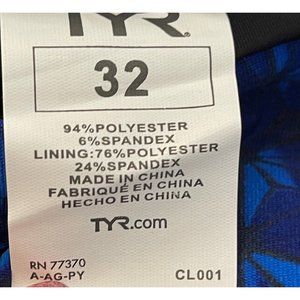 TYR
32
94%POLYESTER
6%SPANDEX
LINING:76%POLYESTER
24%SPANDEX
MADE IN CHINA
FABRIQUÉ EN CHINA
HECHO EN CHINA
TYR.com
RN 77370
A-AG-PY CL001